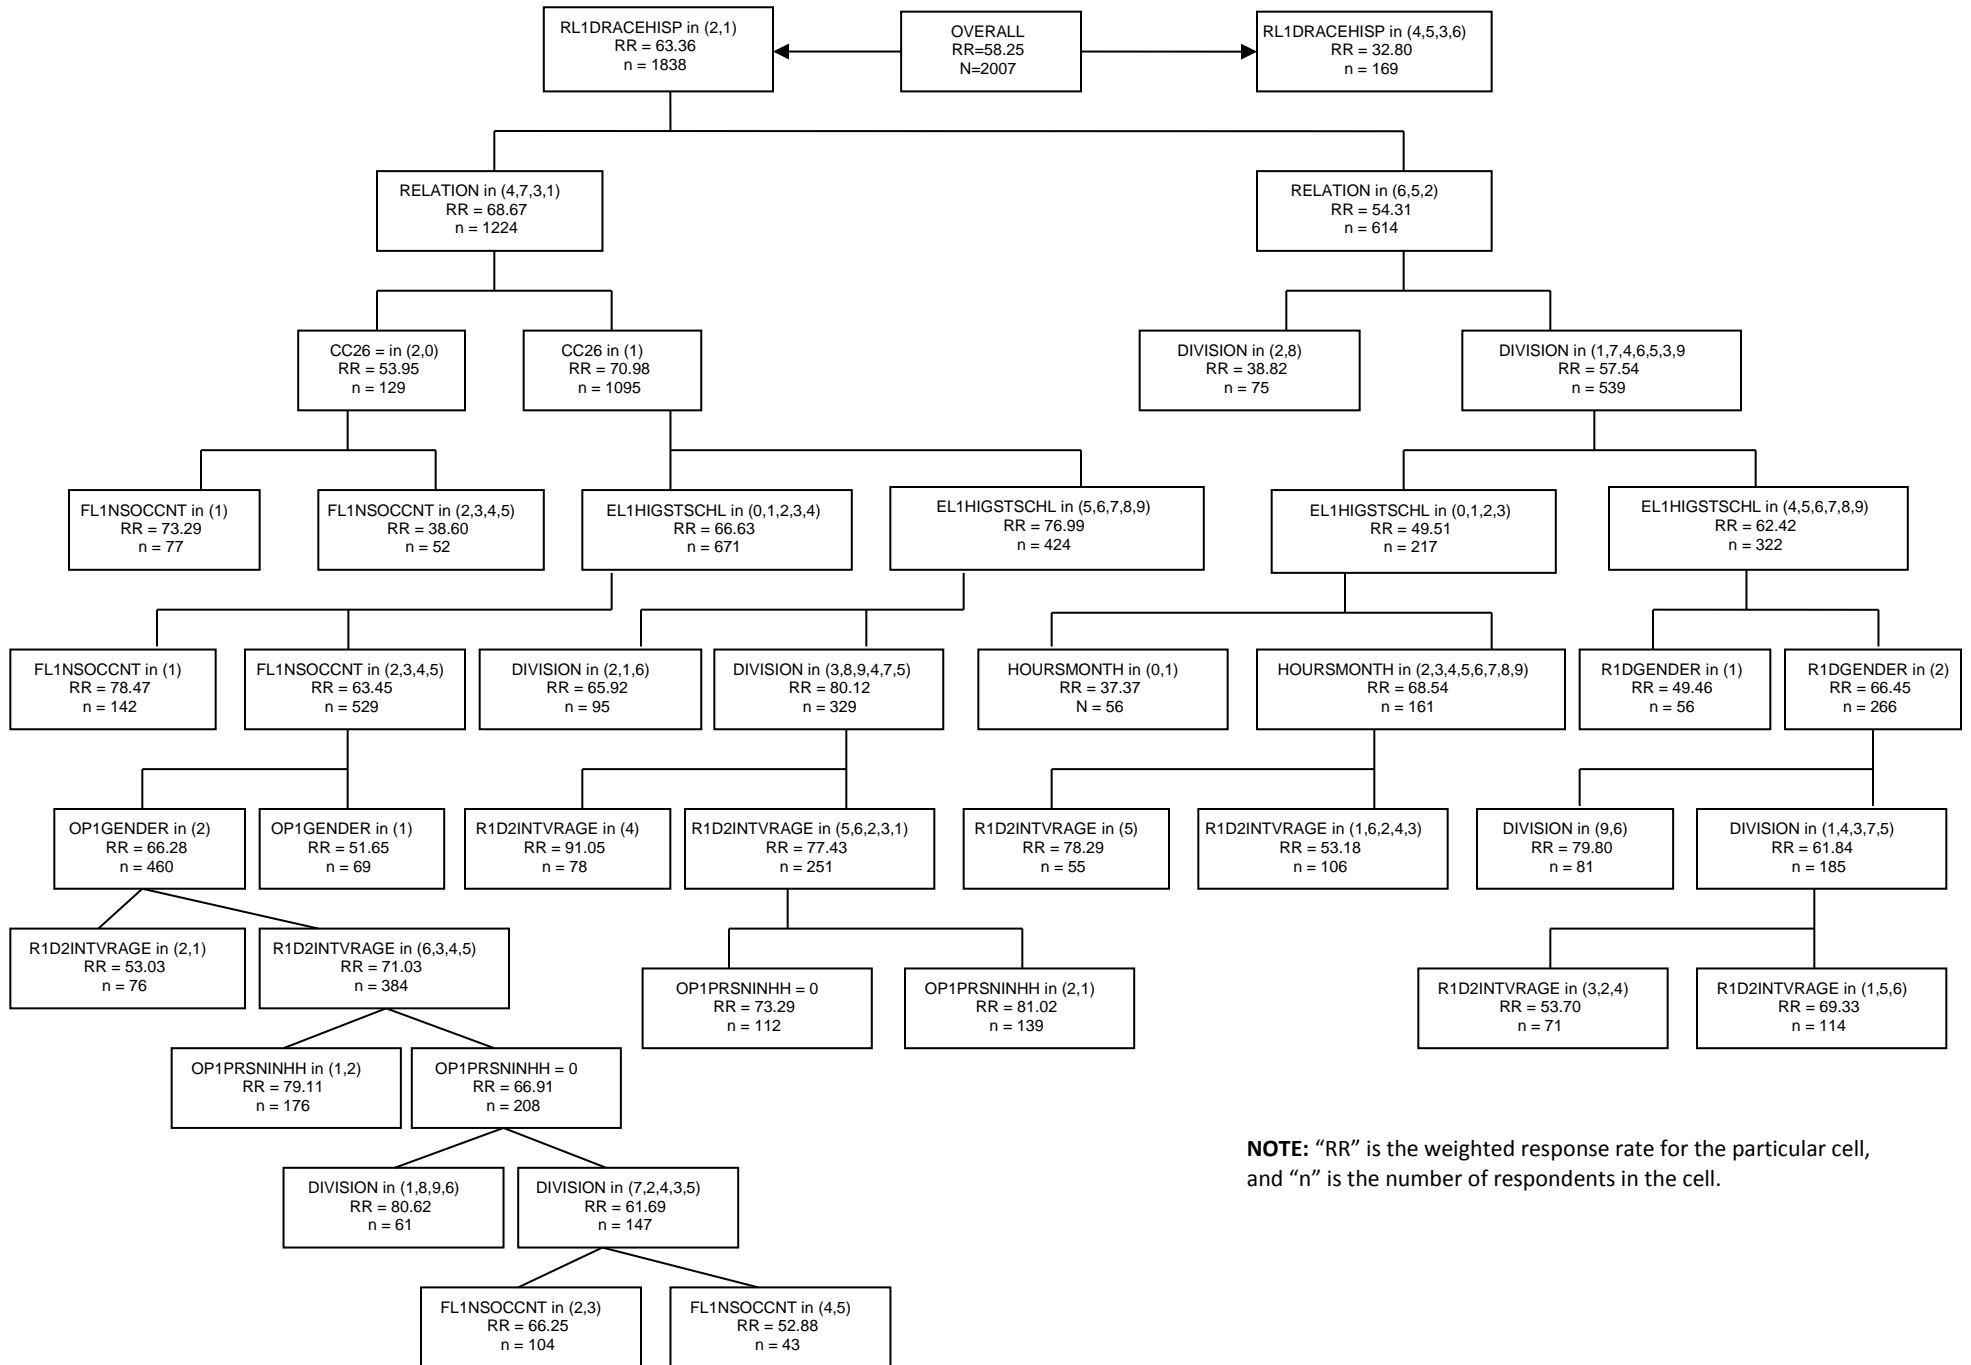 RL1DRACEHISP in (2,1)
RR = 63.36
n = 1838
OVERALL
RR=58.25
N=2007
RL1DRACEHISP in (4,5,3,6)
RR = 32.80
n = 169
RELATION in (4,7,3,1)
RR = 68.67
n = 1224
RELATION in (6,5,2)
RR = 54.31
n = 614
CC26 = in (2,0)
RR = 53.95
n = 129
CC26 in (1)
RR = 70.98
n = 1095
DIVISION in (2,8)
RR = 38.82
n = 75
DIVISION in (1,7,4,6,5,3,9
RR = 57.54
n = 539
FL1NSOCCNT in (1)
RR = 73.29
n = 77
FL1NSOCCNT in (2,3,4,5)
RR = 38.60
n = 52
EL1HIGSTSCHL in (0,1,2,3,4)
RR = 66.63
n = 671
EL1HIGSTSCHL in (5,6,7,8,9)
RR = 76.99
n = 424
EL1HIGSTSCHL in (0,1,2,3)
RR = 49.51
n = 217
EL1HIGSTSCHL in (4,5,6,7,8,9)
RR = 62.42
n = 322
FL1NSOCCNT in (1)
RR = 78.47
n = 142
FL1NSOCCNT in (2,3,4,5)
RR = 63.45
n = 529
DIVISION in (2,1,6)
RR = 65.92
n = 95
DIVISION in (3,8,9,4,7,5)
RR = 80.12
n = 329
HOURSMONTH in (0,1)
RR = 37.37
N = 56
HOURSMONTH in (2,3,4,5,6,7,8,9)
RR = 68.54
n = 161
R1DGENDER in (1)
RR = 49.46
n = 56
R1DGENDER in (2)
RR = 66.45
n = 266
OP1GENDER in (2)
RR = 66.28
n = 460
OP1GENDER in (1)
RR = 51.65
n = 69
R1D2INTVRAGE in (4)
RR = 91.05
n = 78
R1D2INTVRAGE in (5,6,2,3,1)
RR = 77.43
n = 251
R1D2INTVRAGE in (5)
RR = 78.29
n = 55
R1D2INTVRAGE in (1,6,2,4,3)
RR = 53.18
n = 106
DIVISION in (9,6)
RR = 79.80
n = 81
DIVISION in (1,4,3,7,5)
RR = 61.84
n = 185
R1D2INTVRAGE in (2,1)
RR = 53.03
n = 76
R1D2INTVRAGE in (6,3,4,5)
RR = 71.03
n = 384
OP1PRSNINHH = 0
RR = 73.29
n = 112
OP1PRSNINHH in (2,1)
RR = 81.02
n = 139
R1D2INTVRAGE in (3,2,4)
RR = 53.70
n = 71
R1D2INTVRAGE in (1,5,6)
RR = 69.33
n = 114
OP1PRSNINHH in (1,2)
RR = 79.11
n = 176
OP1PRSNINHH = 0
RR = 66.91
n = 208
NOTE: “RR” is the weighted response rate for the particular cell,
and “n” is the number of respondents in the cell.
DIVISION in (1,8,9,6)
RR = 80.62
n = 61
DIVISION in (7,2,4,3,5)
RR = 61.69
n = 147
FL1NSOCCNT in (2,3)
RR = 66.25
n = 104
FL1NSOCCNT in (4,5)
RR = 52.88
n = 43